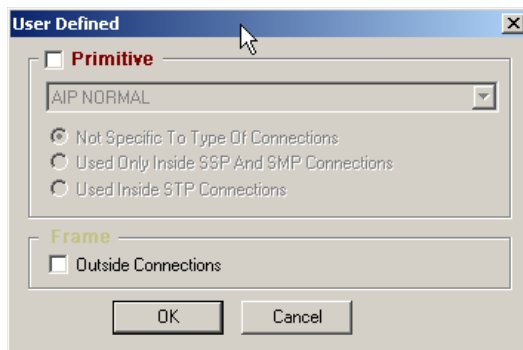 User Defined
Primitive
AIP NORMAL
Not Specific To Type Of Connections
Used Only Inside SSP And SMP Connections
Used Inside STP Connections
Frame
Outside Connections
OK Cancel